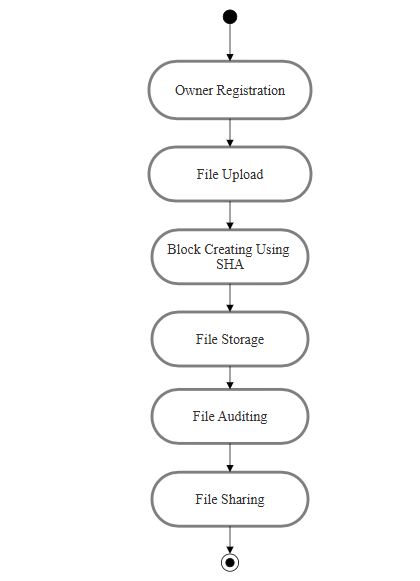 Owner Registration
File Upload
Block Creating Using
SHA
File Storage
File Auditing
File Sharing